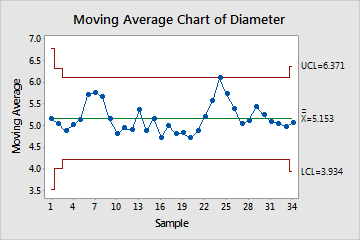 Moving Average Chart of Diameter
7.0
6.5
6.0
5.5
5.0
4.5
4.0
3.5
Moving Average
UCL=6.371
X̿=5.153
LCL=3.934
1 4 7 10 13 16 19 22 25 28 31 34
Sample